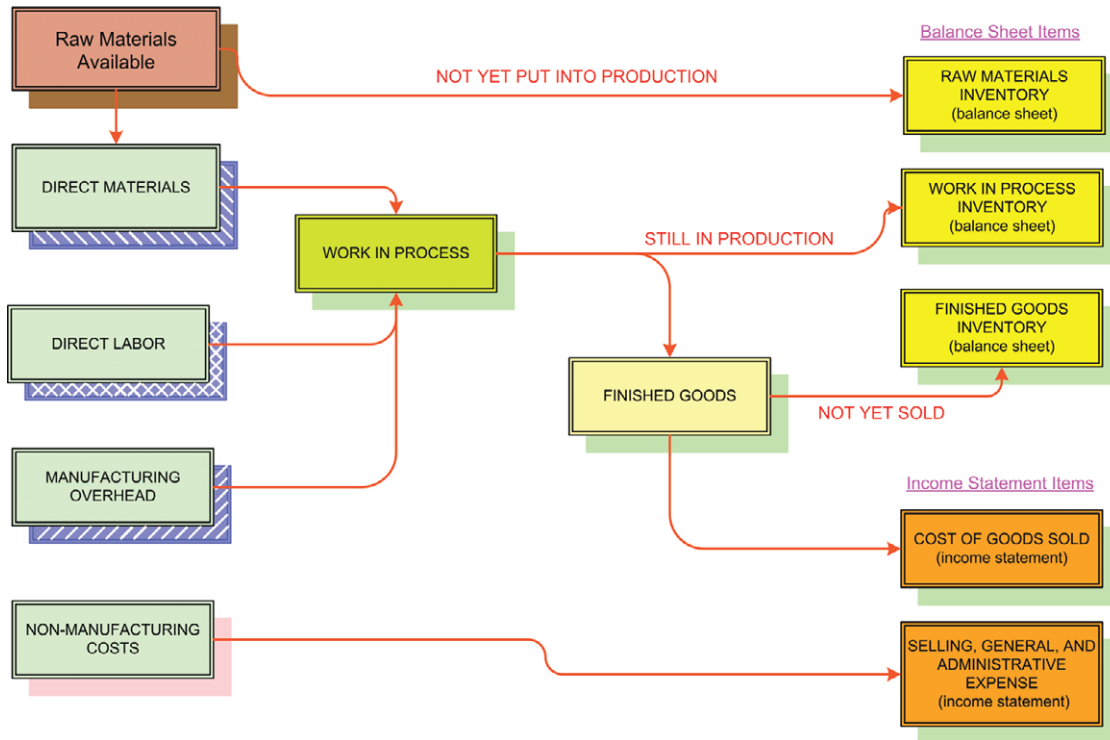 Raw Materials
Available
Balance Sheet Items
NOT YET PUT INTO PRODUCTION
RAW MATERIALS
INVENTORY
(balance sheet)
DIRECT MATERIALS
WORK IN PROCESS
INVENTORY
(balance sheet)
WORK IN PROCESS
STILL IN PRODUCTION
FINISHED GOODS
INVENTORY
(balance sheet)
DIRECT LABOR
FINISHED GOODS
NOT YET SOLD
MANUFACTURING
OVERHEAD
Income Statement Items
COST OF GOODS SOLD
(income statement)
NON-MANUFACTURING
COSTS
SELLING, GENERAL, AND
ADMINISTRATIVE
EXPENSE
(income statement)